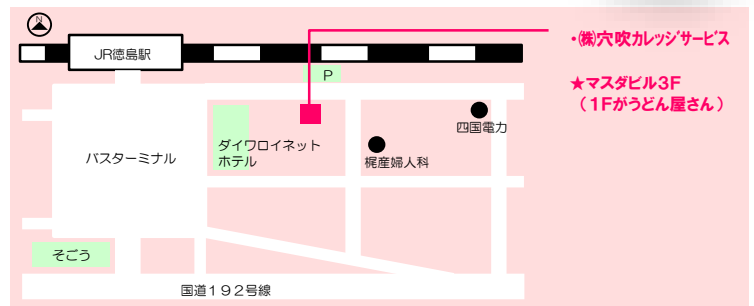 N
JR徳島駅
・㈱穴吹カレッジサービス
P
★マスダビル3F
(1Fがうどん屋さん)
四国電力
ダイワロイネット
ホテル
バスターミナル
梶産婦人科
そごう
国道192号線